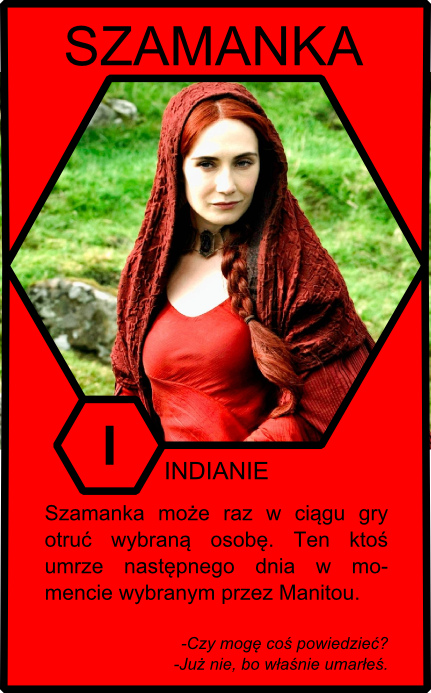 SZAMANKA
I
INDIANIE
Szamanka może raz w ciągu gry
otruć wybraną osobę. Ten ktoś
umrze następnego dnia w mo-
mencie wybranym przez Manitou.
-Czy mogę coś powiedzieć?
-Już nie, bo właśnie umarłeś.